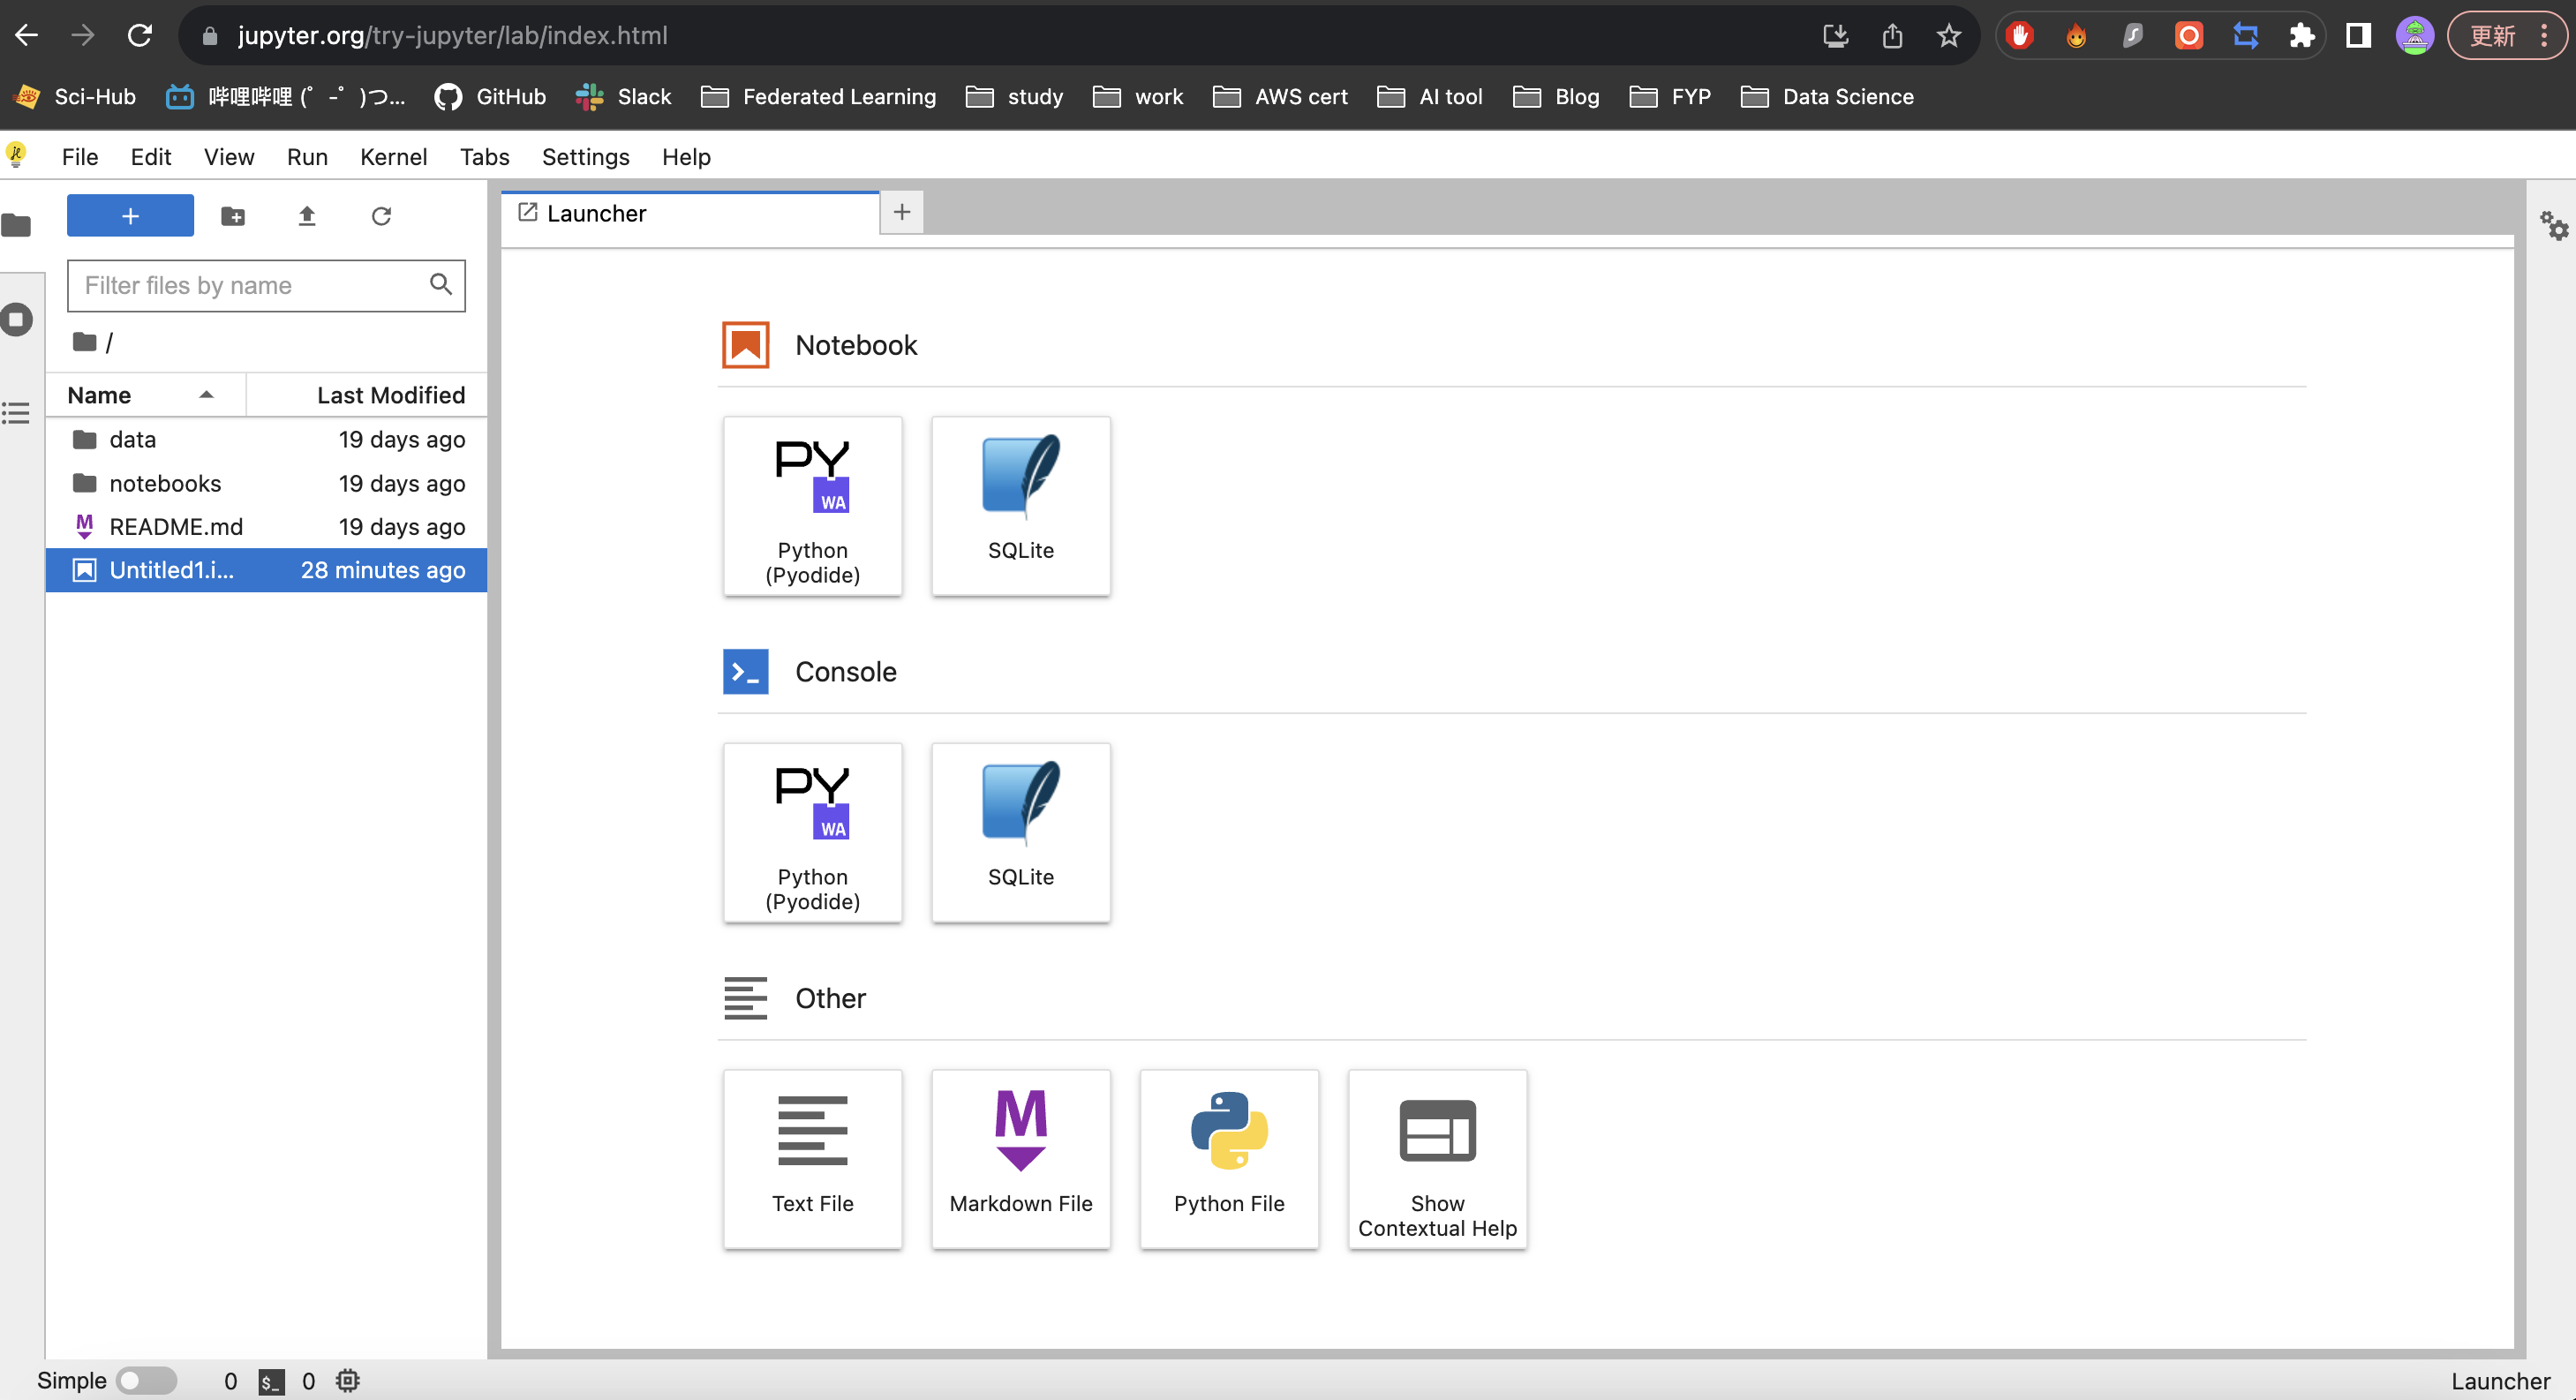 jupyter.org/try-jupyter/lab/index.html
更新
Sci-Hub 哔哩哔哩 (゜-゜)つ... GitHub Slack Federated Learning study work AWS cert AI tool Blog FYP Data Science
File Edit View Run Kernel Tabs Settings Help
+
Launcher
+
Filter files by name
/
Name Last Modified
data 19 days ago
notebooks 19 days ago
M README.md 19 days ago
Untitled1.i... 28 minutes ago
Notebook
PY WA
Python
(Pyodide)
SQLite
Console
PY WA
Python
(Pyodide)
SQLite
Other
Text File
M
Markdown File
Python File
Show
Contextual Help
Simple 0 $_ 0
Launcher